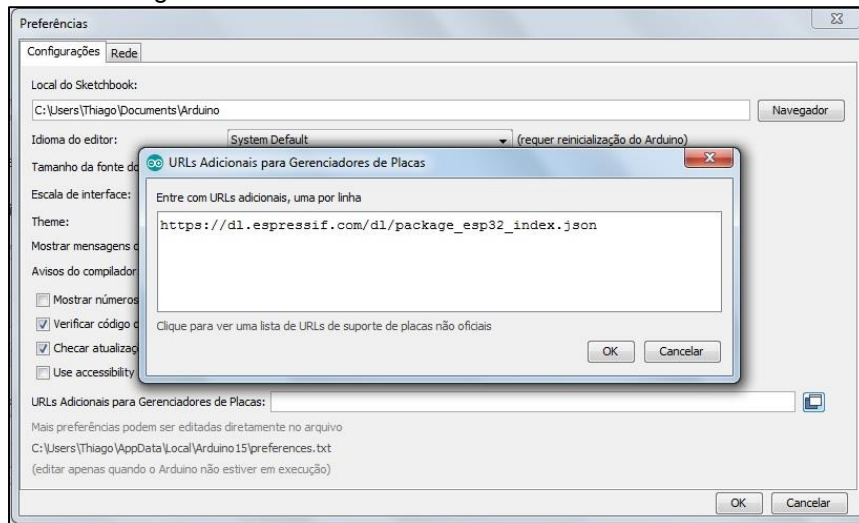 Preferências
Configurações Rede
Local do Sketchbook:
C:\Users\Thiago\Documents\Arduino Navegador
Idioma do editor: System Default (requer reinicialização do Arduino)
Tamanho da fonte do
URLs Adicionais para Gerenciadores de Placas
Escala de interface:
Entre com URLs adicionais, uma por linha
Theme:
https://dl.espressif.com/dl/package_esp32_index.json
Mostrar mensagens
Avisos do compilador
Mostrar números
Verificar código
Clique para ver uma lista de URLs de suporte de placas não oficiais
Checar
OK Cancelar
Use accessibility
URLs Adicionais para Gerenciadores de Placas:
Mais preferências podem ser editadas diretamente no arquivo
C:\Users\Thiago\AppData\Local\Arduino15\preferences.txt
(editar apenas quando o Arduino não estiver em execução)
OK Cancelar